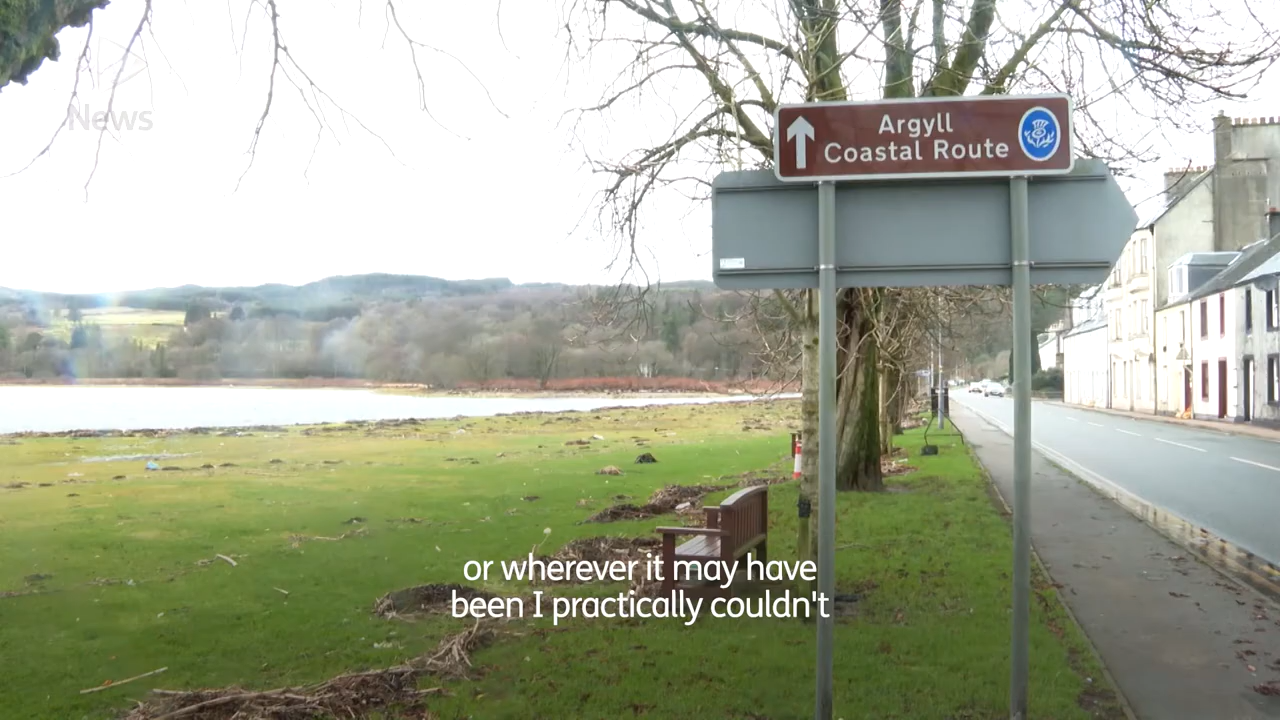 News
Argyll
Coastal Route
or wherever it may have
been I practically couldn't